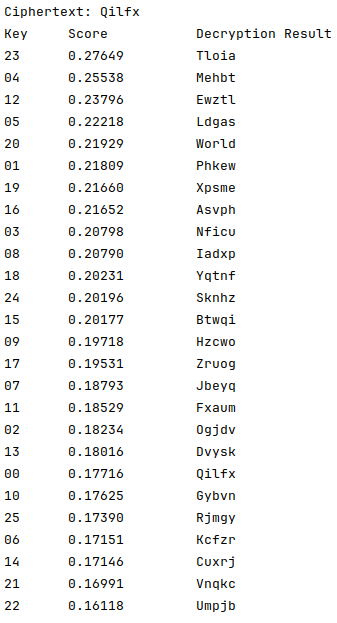 Ciphertext: Qilfx
Key Score Decryption Result
23 0.27649 Tloia
04 0.25538 Mehbt
12 0.23796 Ewztl
05 0.22218 Ldgas
20 0.21929 World
01 0.21809 Phkew
19 0.21660 Xpsme
16 0.21652 Asvph
03 0.20798 Nficu
08 0.20790 Iadxp
18 0.20231 Yqtnf
24 0.20196 Sknhz
15 0.20177 Btwqi
09 0.19718 Hzcwo
17 0.19531 Zruog
07 0.18793 Jbeyq
11 0.18529 Fxaum
02 0.18234 Ogjdv
13 0.18016 Dvysk
00 0.17716 Qilfx
10 0.17625 Gybvn
25 0.17390 Rjmgy
06 0.17151 Kcfzr
14 0.17146 Cuxrj
21 0.16991 Vnqkc
22 0.16118 Umpjb